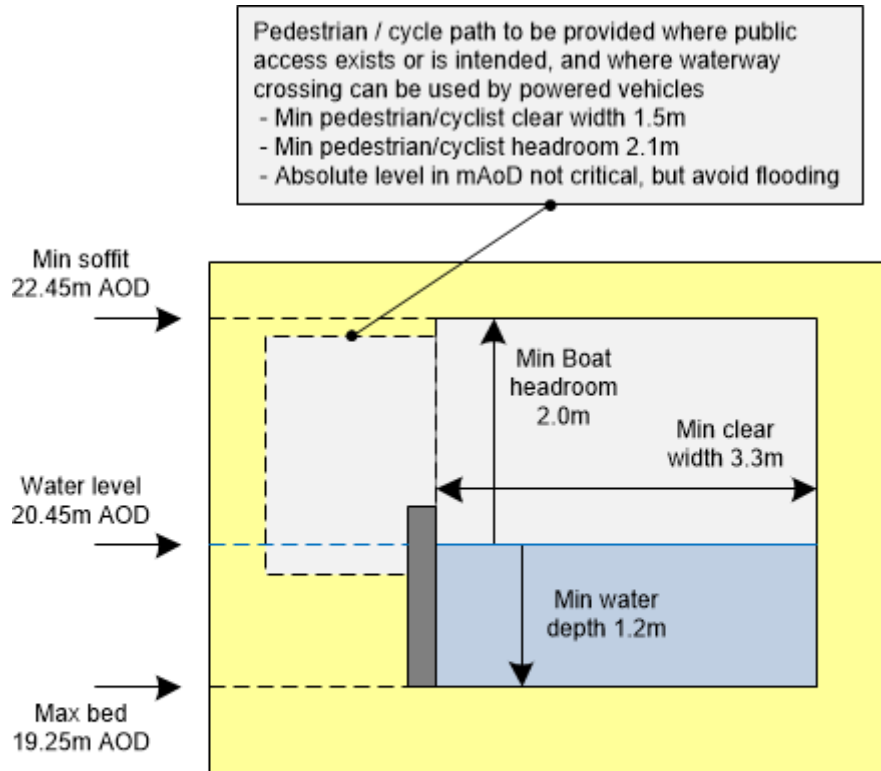 Pedestrian / cycle path to be provided where public
access exists or is intended, and where waterway
crossing can be used by powered vehicles
- Min pedestrian/cyclist clear width 1.5m
- Min pedestrian/cyclist headroom 2.1m
- Absolute level in mAoD not critical, but avoid flooding
Min soffit
22.45m AOD
Min Boat
headroom
2.0m
Min clear
width 3.3m
Water level
20.45m AOD
Min water
depth 1.2m
Max bed
19.25m AOD